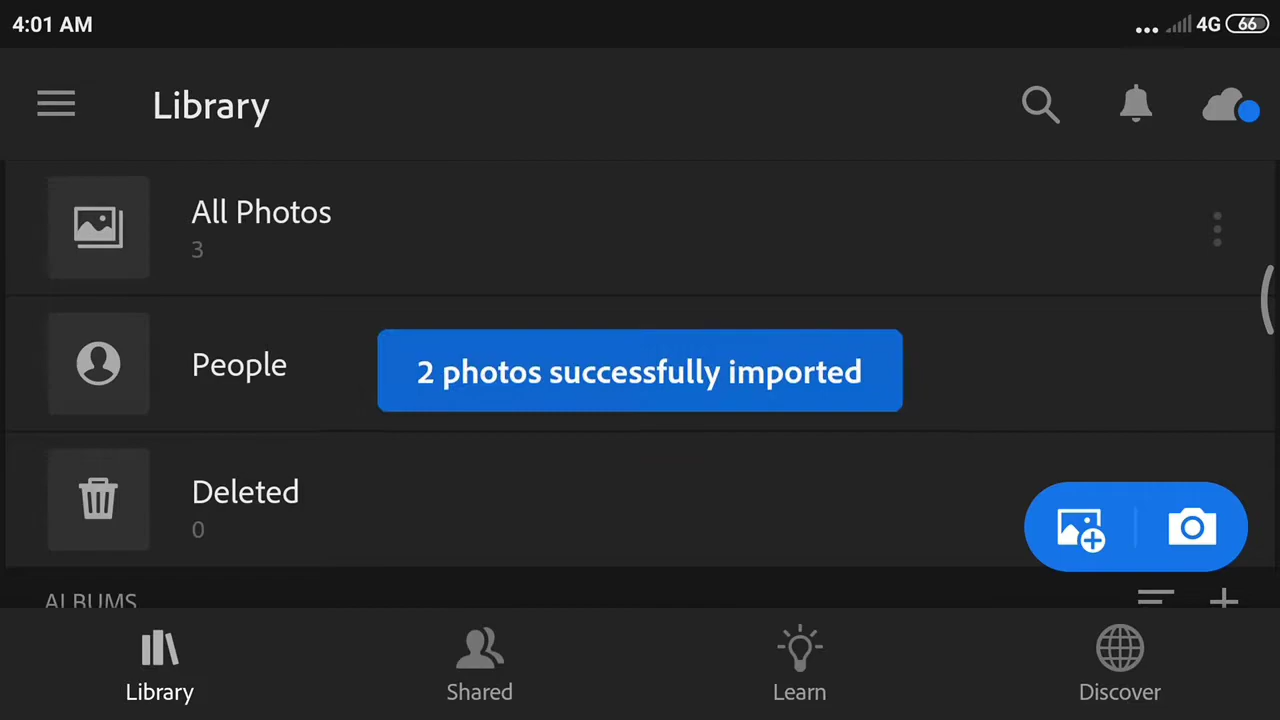 4:01 AM
4G 66
Library
All Photos
3
People
2 photos successfully imported
Deleted
0
ALBUMS
Library
Shared
Learn
Discover